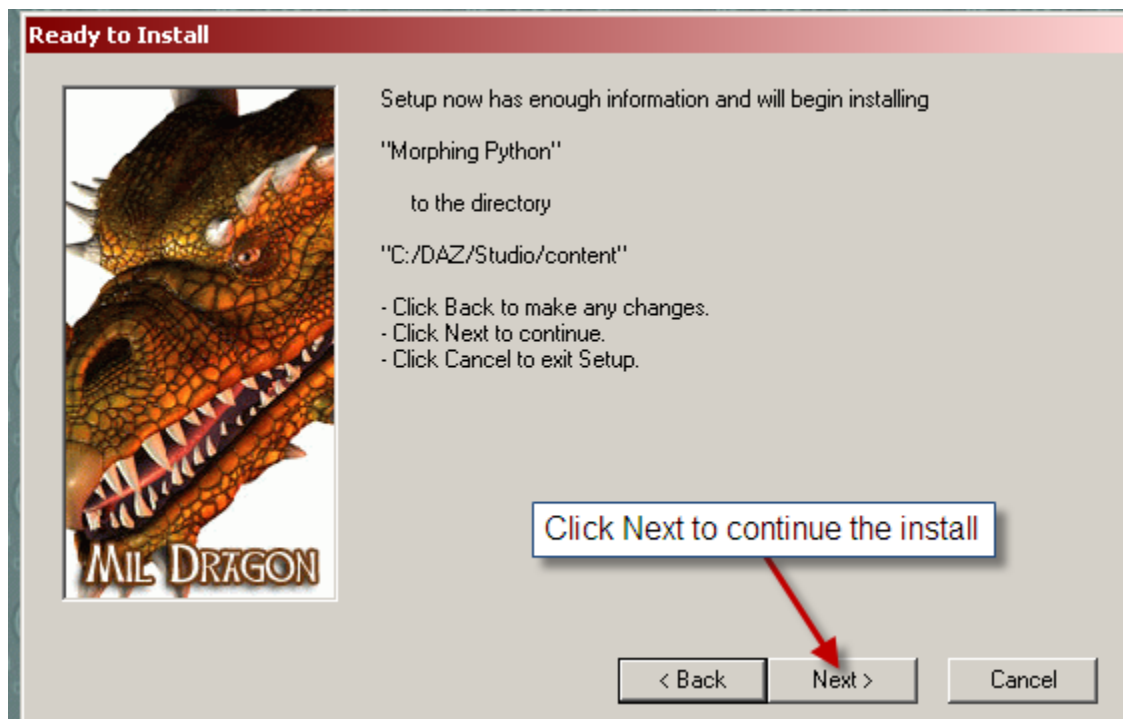 Ready to Install
Setup now has enough information and will begin installing
"Morphing Python"
to the directory
"C:/DAZ/Studio/content"
- Click Back to make any changes.
- Click Next to continue.
- Click Cancel to exit Setup.
Click Next to continue the install
MIL DRAGON
< Back
Next >
Cancel